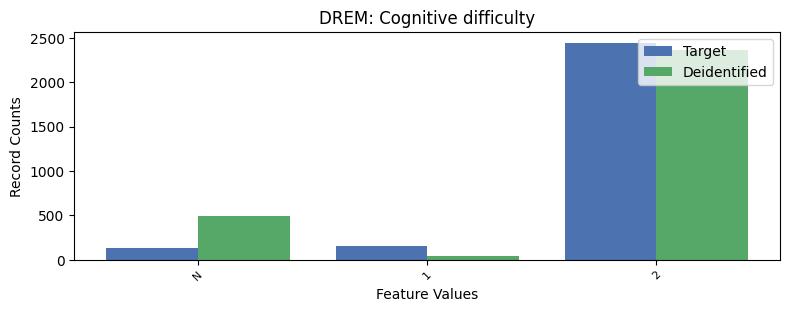 DREM: Cognitive difficulty
Record Counts
2500
2000
1500
1000
500
0
Target
Deidentified
N
1
2
Feature Values